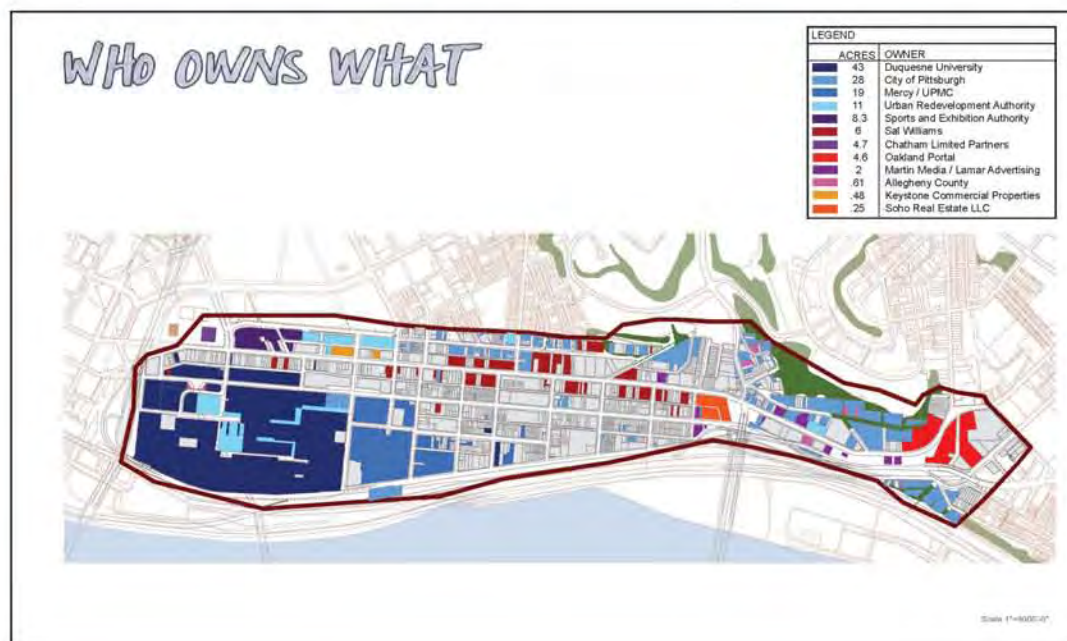 WHO OWNS WHAT
LEGEND
ACRES OWNER
43 Duquesne University
28 City of Pittsburgh
19 Mercy / UPMC
11 Urban Redevelopment Authority
8.3 Sports and Exhibition Authority
6 Sal Williams
4.7 Chatham Limited Partners
4.6 Oakland Portal
2 Martin Media / Lamar Advertising
.61 Allegheny County
.48 Keystone Commercial Properties
.25 Soho Real Estate LLC
Scale